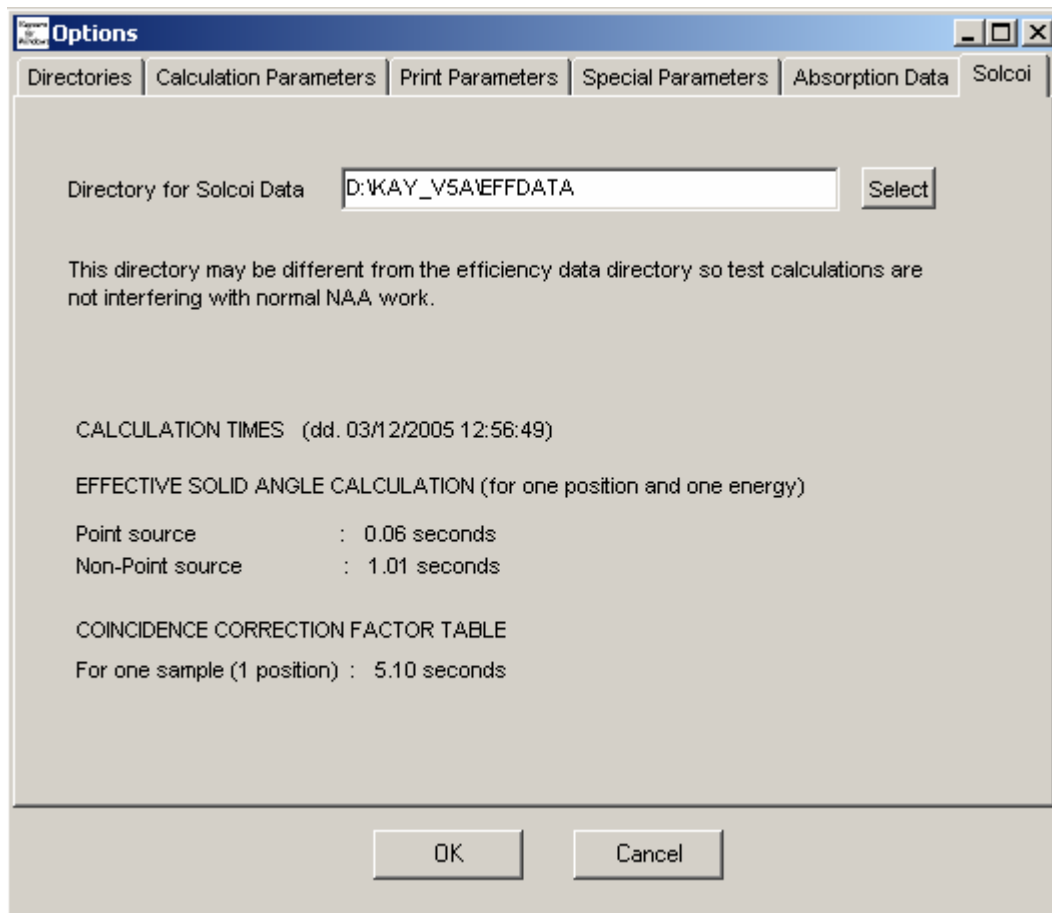 Options
Directories
Calculation Parameters
Print Parameters
Special Parameters
Absorption Data
Solcoi
Directory for Solcoi Data
D:\KAY_V5A\EFFDATA
Select
This directory may be different from the efficiency data directory so test calculations are
not interfering with normal NAA work.
CALCULATION TIMES (dd. 03/12/2005 12:56:49)
EFFECTIVE SOLID ANGLE CALCULATION (for one position and one energy)
Point source : 0.06 seconds
Non-Point source : 1.01 seconds
COINCIDENCE CORRECTION FACTOR TABLE
For one sample (1 position) : 5.10 seconds
OK
Cancel